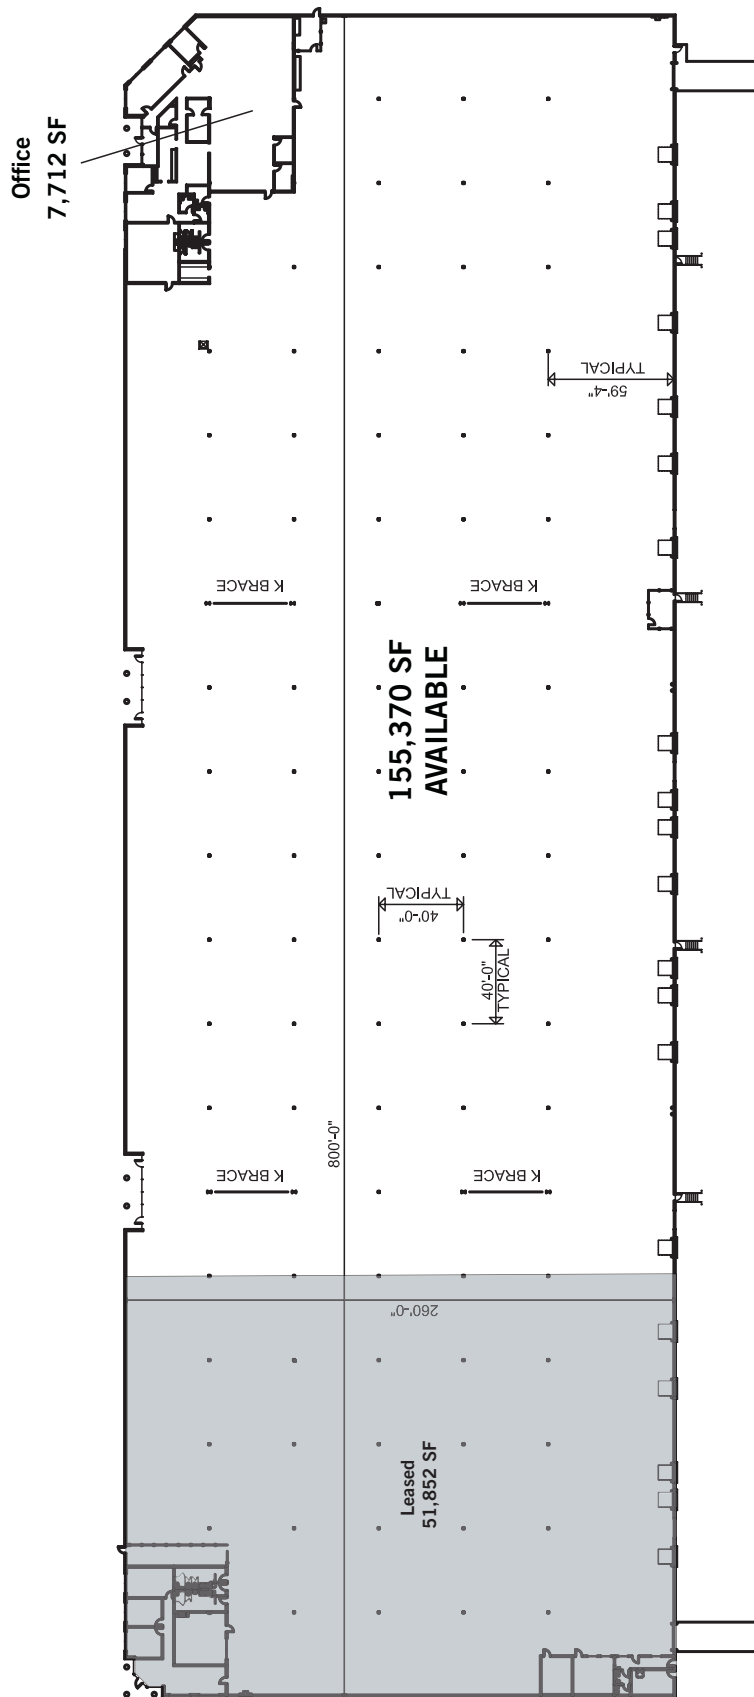 Office
7,712 SF
TYPICAL
59'-4"
K BRACE
K BRACE
155,370 SF
AVAILABLE
TYPICAL
40'-0"
40'-0"
TYPICAL
800'-0"
K BRACE
K BRACE
260'-0"
Leased
51,852 SF